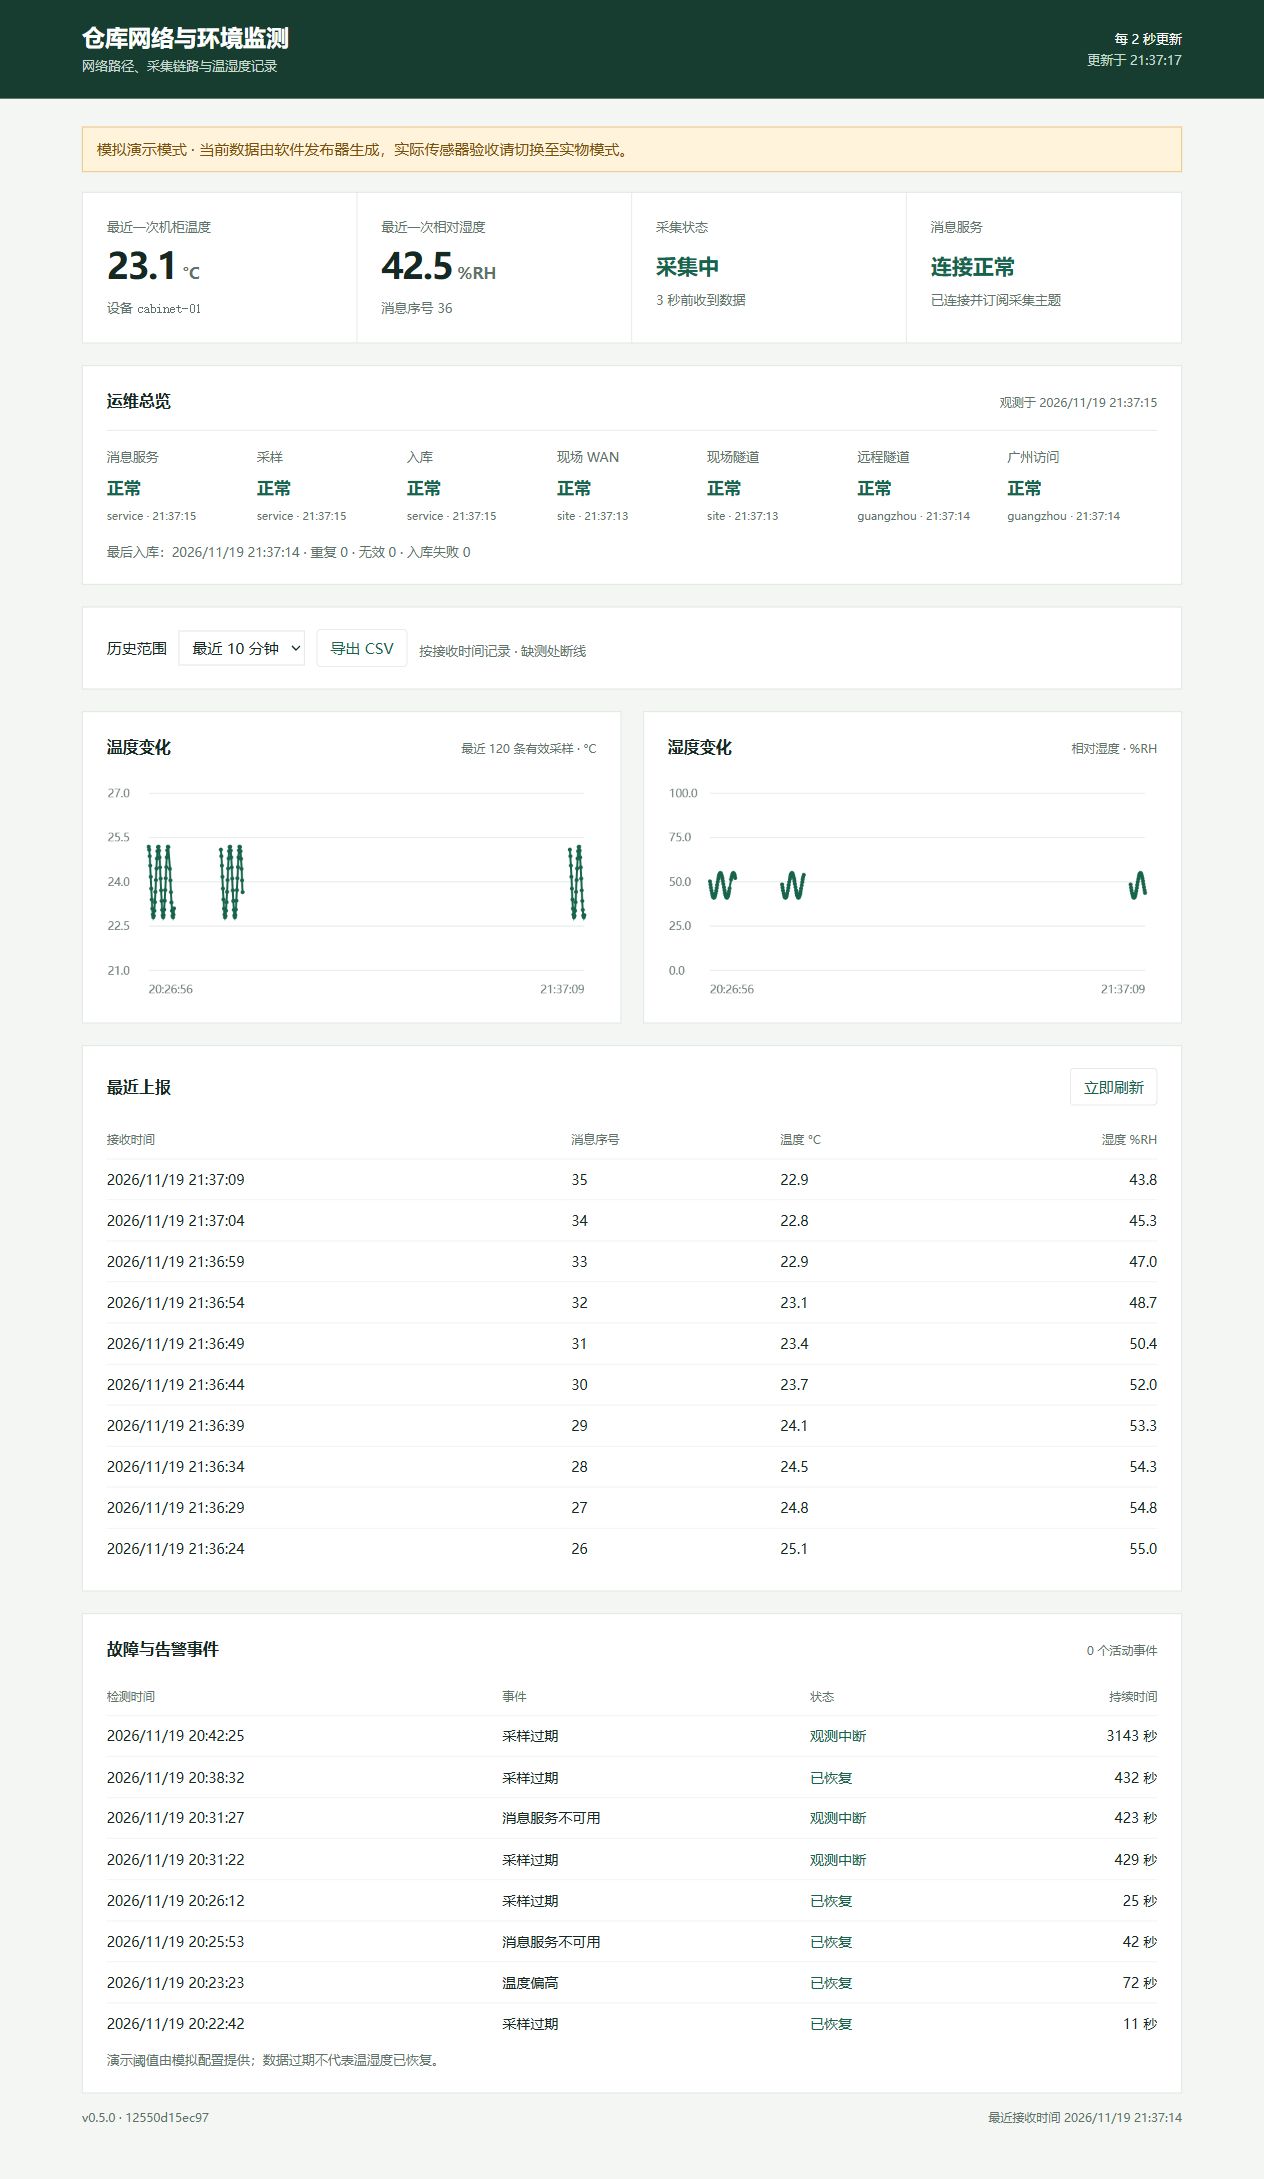 仓库网络与环境监测
网络路径、采集链路与温湿度记录
每 2 秒更新
更新于 21:37:17
模拟演示模式 · 当前数据由软件发布器生成，实际传感器验收请切换至实物模式。
最近一次机柜温度
23.1 °C
设备 cabinet-01
最近一次相对湿度
42.5 %RH
消息序号 36
采集状态
采集中
3 秒前收到数据
消息服务
连接正常
已连接并订阅采集主题
运维总览
观测于 2026/11/19 21:37:15
消息服务
正常
service · 21:37:15
采样
正常
service · 21:37:15
入库
正常
service · 21:37:15
现场 WAN
正常
site · 21:37:13
现场隧道
正常
site · 21:37:13
远程隧道
正常
guangzhou · 21:37:14
广州访问
正常
guangzhou · 21:37:14
最后入库：2026/11/19 21:37:14 · 重复 0 · 无效 0 · 入库失败 0
历史范围 最近 10 分钟 导出 CSV 按接收时间记录 · 缺测处断线
温度变化
最近 120 条有效采样 · °C
27.0
25.5
24.0
22.5
21.0
20:26:56 21:37:09
湿度变化
相对湿度 · %RH
100.0
75.0
50.0
25.0
0.0
20:26:56 21:37:09
最近上报
立即刷新
接收时间 消息序号 温度 °C 湿度 %RH
2026/11/19 21:37:09 35 22.9 43.8
2026/11/19 21:37:04 34 22.8 45.3
2026/11/19 21:36:59 33 22.9 47.0
2026/11/19 21:36:54 32 23.1 48.7
2026/11/19 21:36:49 31 23.4 50.4
2026/11/19 21:36:44 30 23.7 52.0
2026/11/19 21:36:39 29 24.1 53.3
2026/11/19 21:36:34 28 24.5 54.3
2026/11/19 21:36:29 27 24.8 54.8
2026/11/19 21:36:24 26 25.1 55.0
故障与告警事件
0 个活动事件
检测时间 事件 状态 持续时间
2026/11/19 20:42:25 采样过期 观测中断 3143 秒
2026/11/19 20:38:32 采样过期 已恢复 432 秒
2026/11/19 20:31:27 消息服务不可用 观测中断 423 秒
2026/11/19 20:31:22 采样过期 观测中断 429 秒
2026/11/19 20:26:12 采样过期 已恢复 25 秒
2026/11/19 20:25:53 消息服务不可用 已恢复 42 秒
2026/11/19 20:23:23 温度偏高 已恢复 72 秒
2026/11/19 20:22:42 采样过期 已恢复 11 秒
演示阈值由模拟配置提供；数据过期不代表温湿度已恢复。
v0.5.0 · 12550d15ec97
最近接收时间 2026/11/19 21:37:14